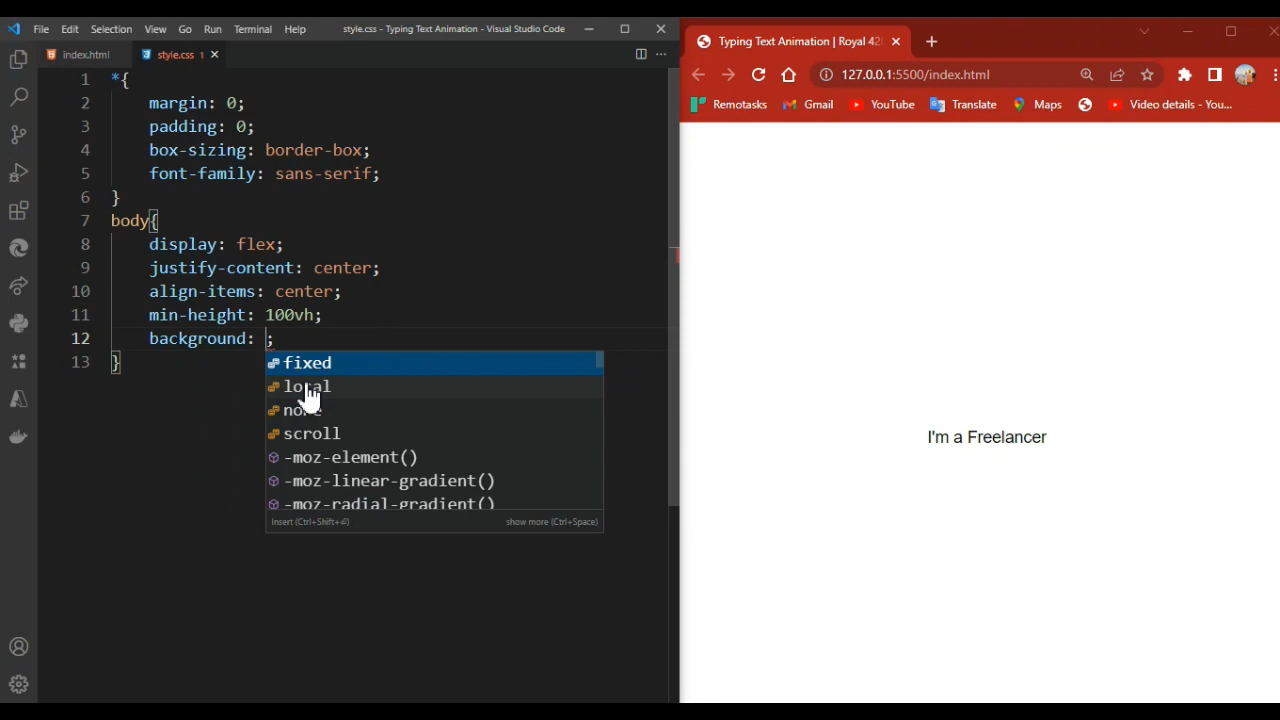 File Edit Selection View Go Run Terminal Help style.css - Typing Text Animation - Visual Studio Code
index.html style.css 1
1 *{
2 margin: 0;
3 padding: 0;
4 box-sizing: border-box;
5 font-family: sans-serif;
6 }
7 body{
8 display: flex;
9 justify-content: center;
10 align-items: center;
11 min-height: 100vh;
12 background: ;
13 }
fixed
local
none
scroll
-moz-element()
-moz-linear-gradient()
-moz-radial-gradient()
Insert (Ctrl+Shift+⏎) show more (Ctrl+Space)
Typing Text Animation | Royal 42
127.0.0.1:5500/index.html
Remotasks Gmail YouTube Translate Maps Video details - You...
I'm a Freelancer